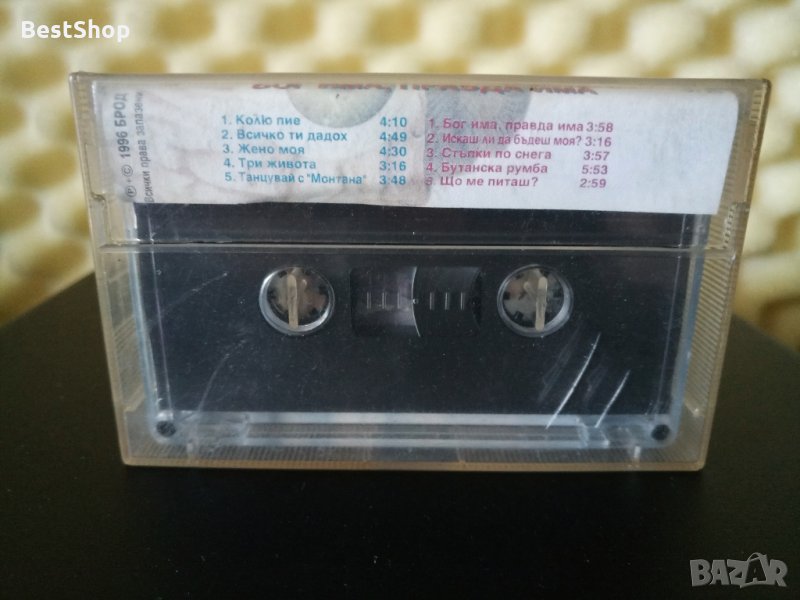 BestShop
БОГ ИМА, ПРАВДА ИМА
1. Колю пие 4:10
2. Всичко ти дадох 4:49
3. Жено моя 4:30
4. Три живота 3:16
5. Танцувай с "Монтана" 3:48
1. Бог има, правда има 3:58
2. Искаш ли да бъдеш моя? 3:16
3. Стъпки по снега 3:57
4. Бутанска румба 5:53
5. Що ме питаш? 2:59
℗ + © 1996 БРОД
Всички права запазени
BAZAR